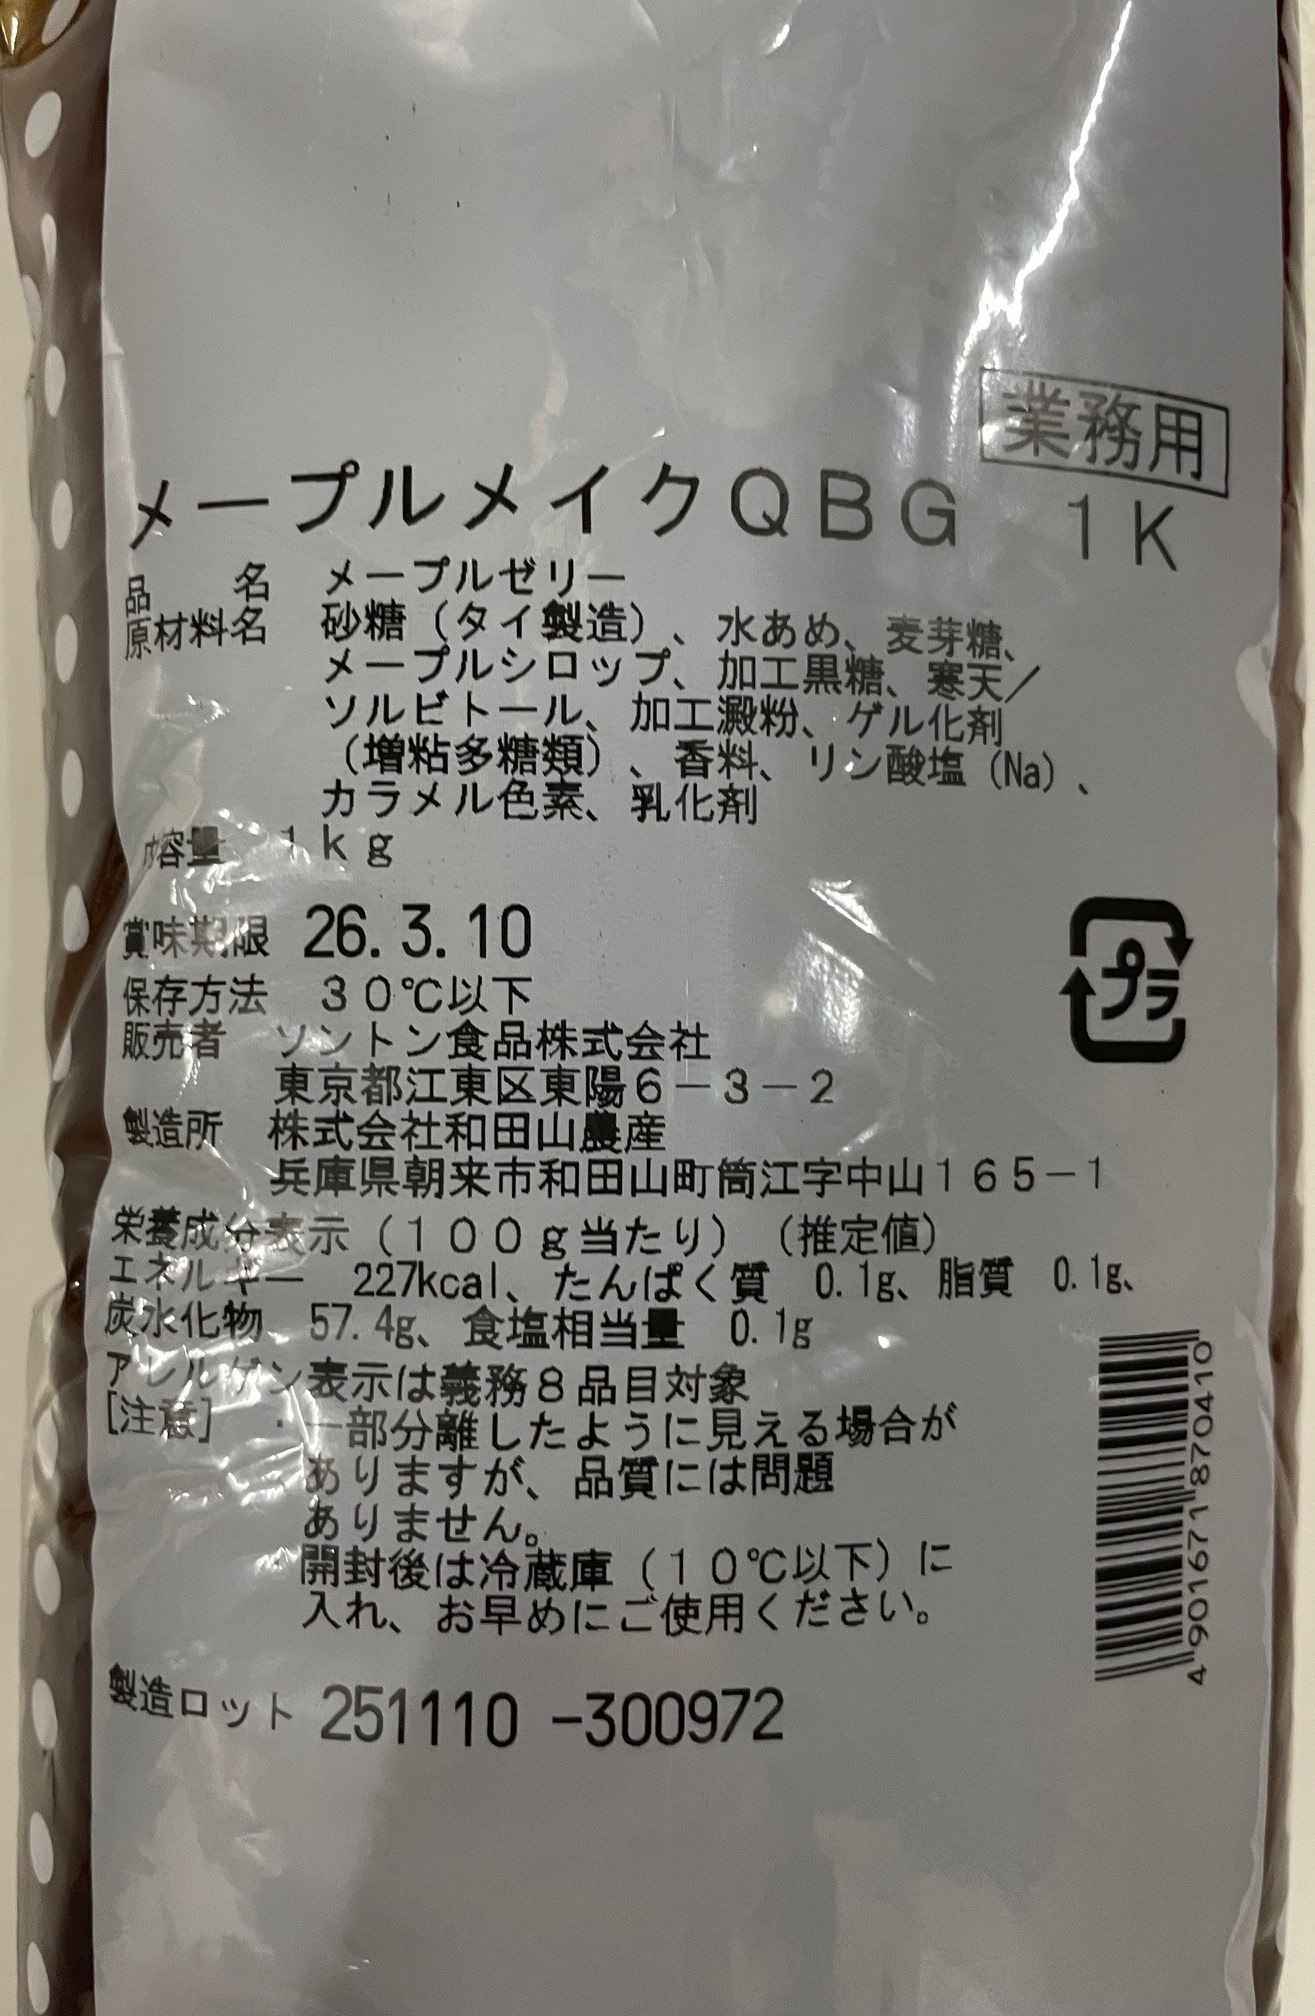 業務用
メープルメイクQBG 1K
品名 メープルゼリー
原材料名 砂糖（タイ製造）、水あめ、麦芽糖、
メープルシロップ、加工黒糖、寒天／
ソルビトール、加工澱粉、ゲル化剤
（増粘多糖類）、香料、リン酸塩（Na）、
カラメル色素、乳化剤
内容量 1kg
賞味期限 26.3.10
保存方法 30℃以下
販売者 ソントン食品株式会社
東京都江東区東陽6－3－2
製造所 株式会社和田山農産
兵庫県朝来市和田山町筒江字中山165－1
プラ
栄養成分表示（100g当たり）（推定値）
エネルギー 227kcal、たんぱく質 0.1g、脂質 0.1g、
炭水化物 57.4g、食塩相当量 0.1g
アレルゲン表示は義務8品目対象
[注意] ・一部分離したように見える場合が
ありますが、品質には問題
ありません。
開封後は冷蔵庫（10℃以下）に
入れ、お早めにご使用ください。
製造ロット 251110 -300972
4 901671 870410